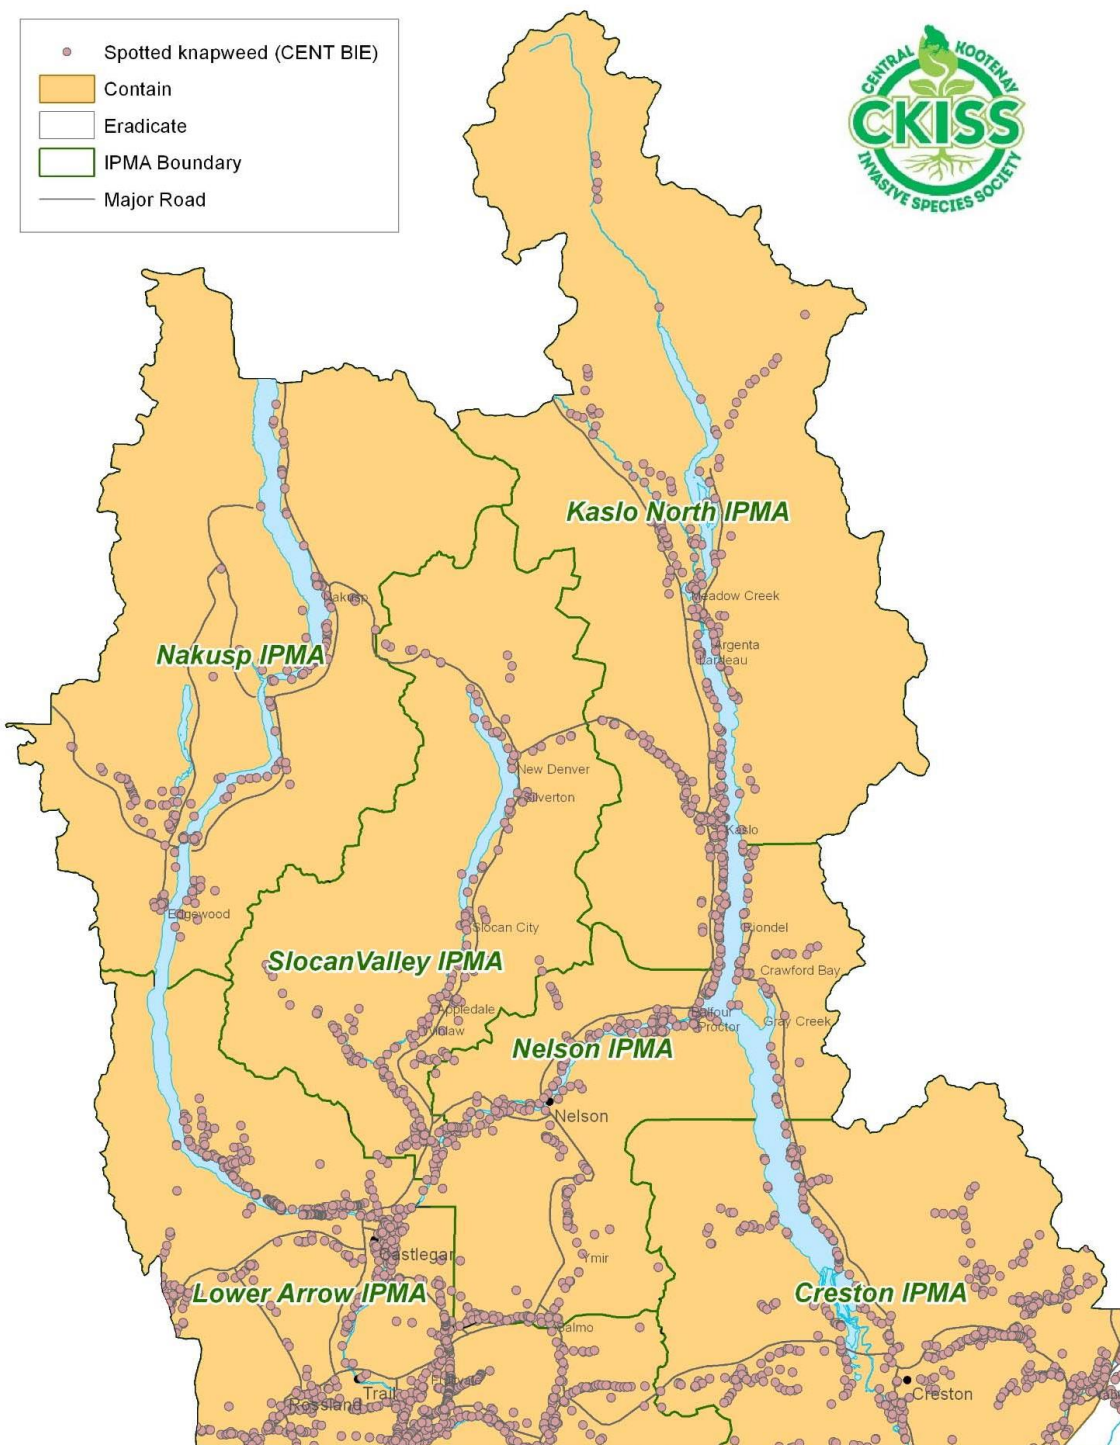 Spotted knapweed (CENT BIE)
Contain
Eradicate
IPMA Boundary
Major Road
CENTRAL KOOTENAY
CKISS
INVASIVE SPECIES SOCIETY
Kaslo North IPMA
Nakusp
Meadow Creek
Argenta
Lardeau
Nakusp IPMA
New Denver
Silverton
Kaslo
Edgewood
Slocan City
Riondel
SlocanValley IPMA
Crawford Bay
Appledale
Winlaw
Balfour
Proctor
Gray Creek
Nelson IPMA
Nelson
Castlegar
Ymir
Lower Arrow IPMA
Creston IPMA
Salmo
Fruitvale
Trail
Rossland
Creston